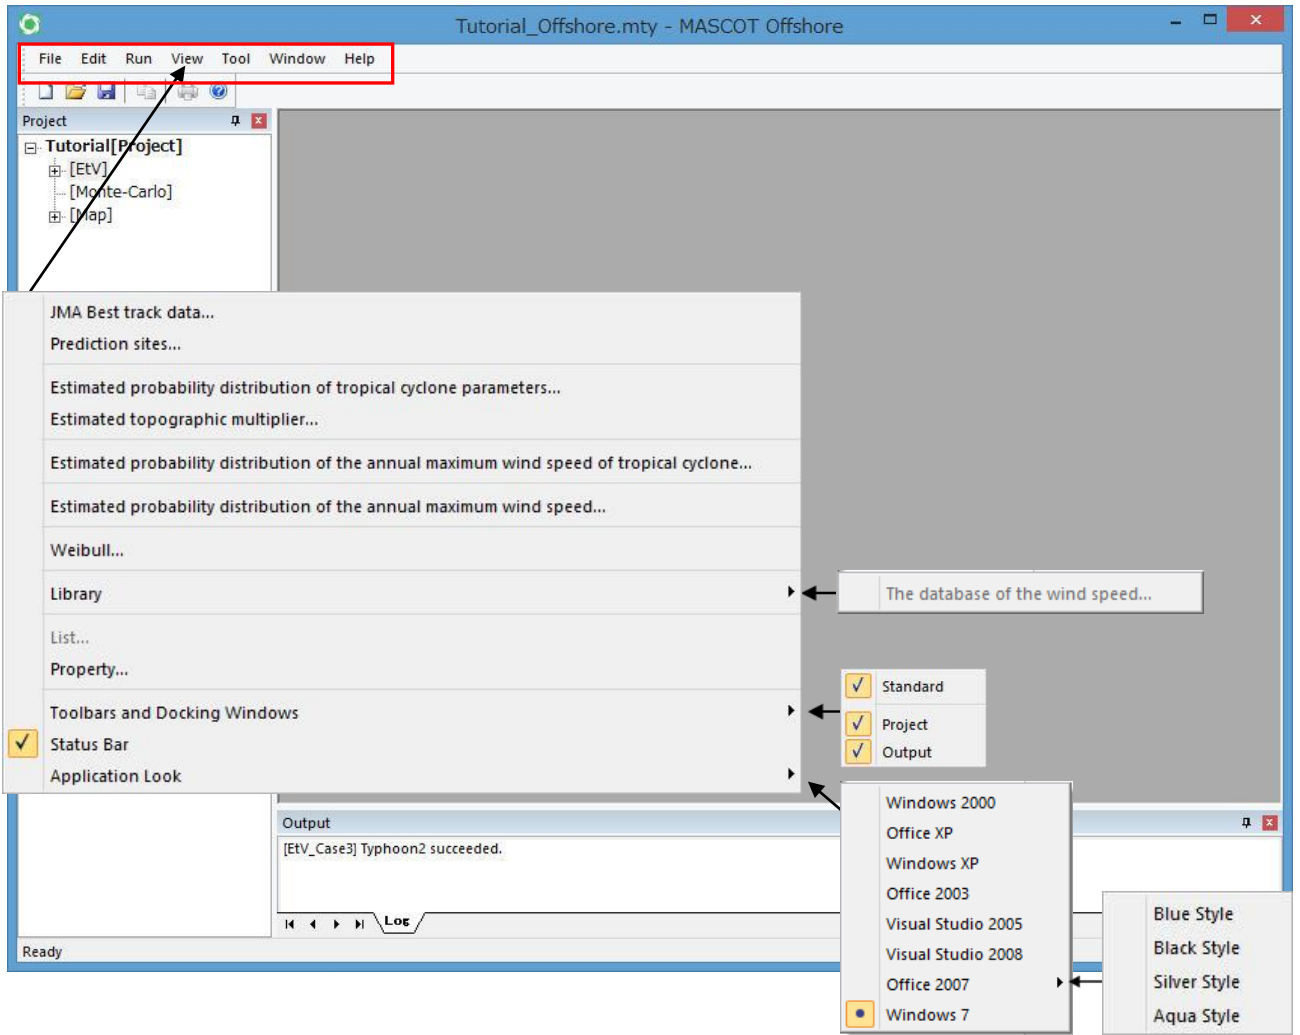 Tutorial_Offshore.mty - MASCOT Offshore
File Edit Run View Tool Window Help
Project
Tutorial[Project]
[EtV]
[Monte-Carlo]
[Map]
JMA Best track data...
Prediction sites...
Estimated probability distribution of tropical cyclone parameters...
Estimated topographic multiplier...
Estimated probability distribution of the annual maximum wind speed of tropical cyclone...
Estimated probability distribution of the annual maximum wind speed...
Weibull...
Library
The database of the wind speed...
List...
Property...
Toolbars and Docking Windows
Status Bar
Application Look
Standard
Project
Output
Windows 2000
Office XP
Windows XP
Office 2003
Visual Studio 2005
Visual Studio 2008
Office 2007
Windows 7
Blue Style
Black Style
Silver Style
Aqua Style
Output
[EtV_Case3] Typhoon2 succeeded.
Log
Ready